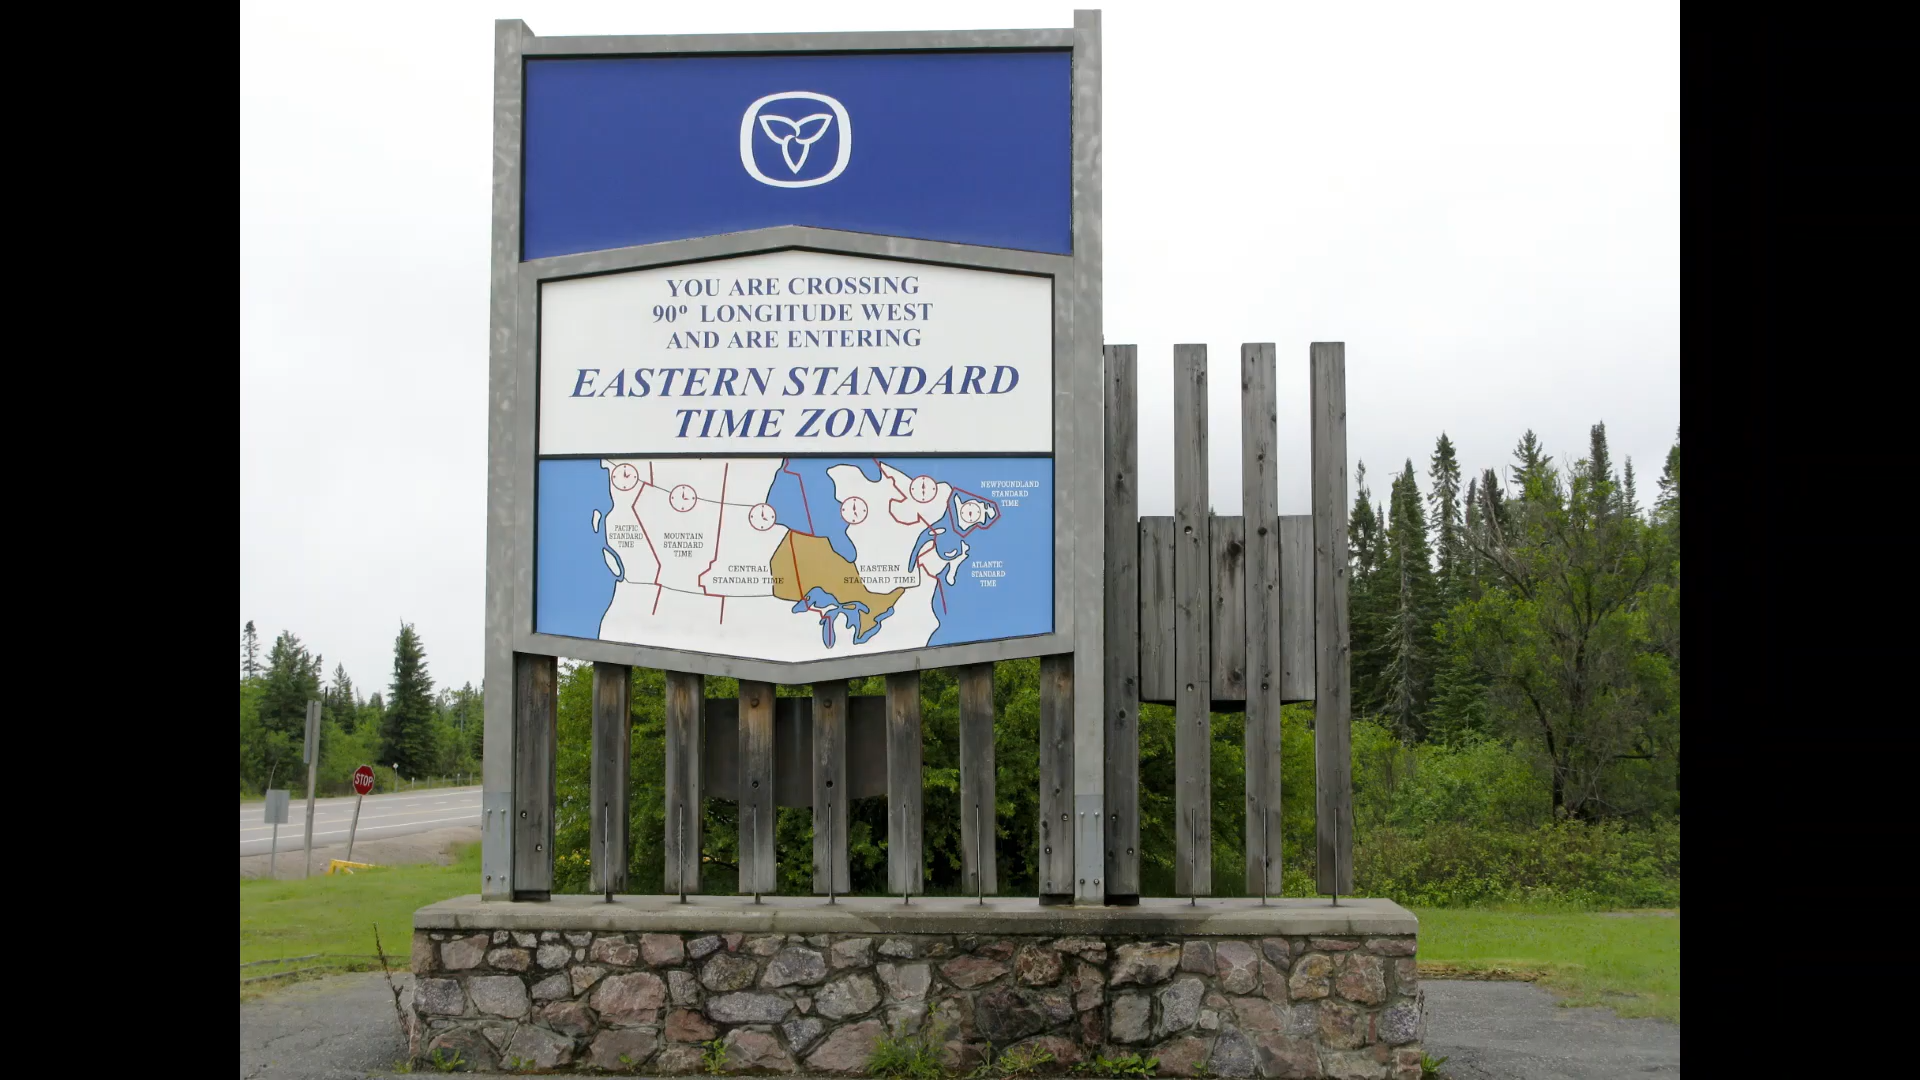 YOU ARE CROSSING
90º LONGITUDE WEST
AND ARE ENTERING
EASTERN STANDARD
TIME ZONE
NEWFOUNDLAND
STANDARD
TIME
PACIFIC
STANDARD
TIME
MOUNTAIN
STANDARD
TIME
CENTRAL
STANDARD TIME
EASTERN
STANDARD TIME
ATLANTIC
STANDARD
TIME
STOP